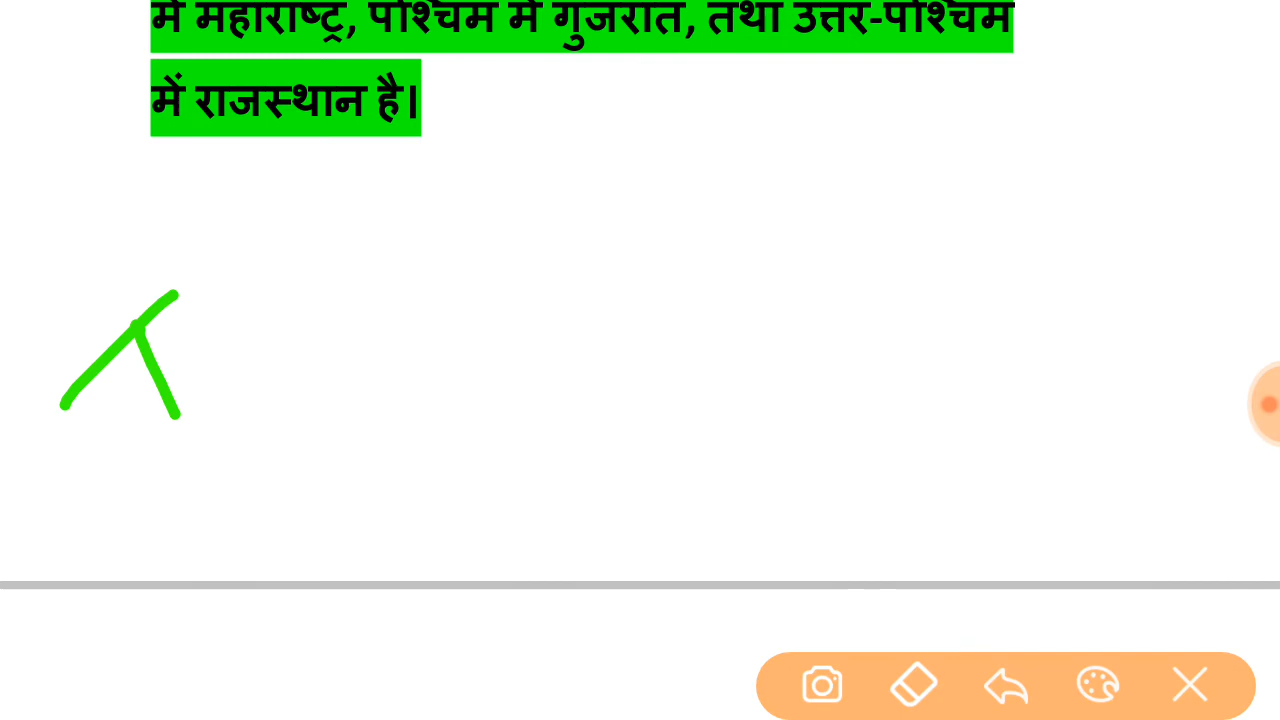 में महाराष्ट्र, पश्चिम में गुजरात, तथा उत्तर-पश्चिम
में राजस्थान है।